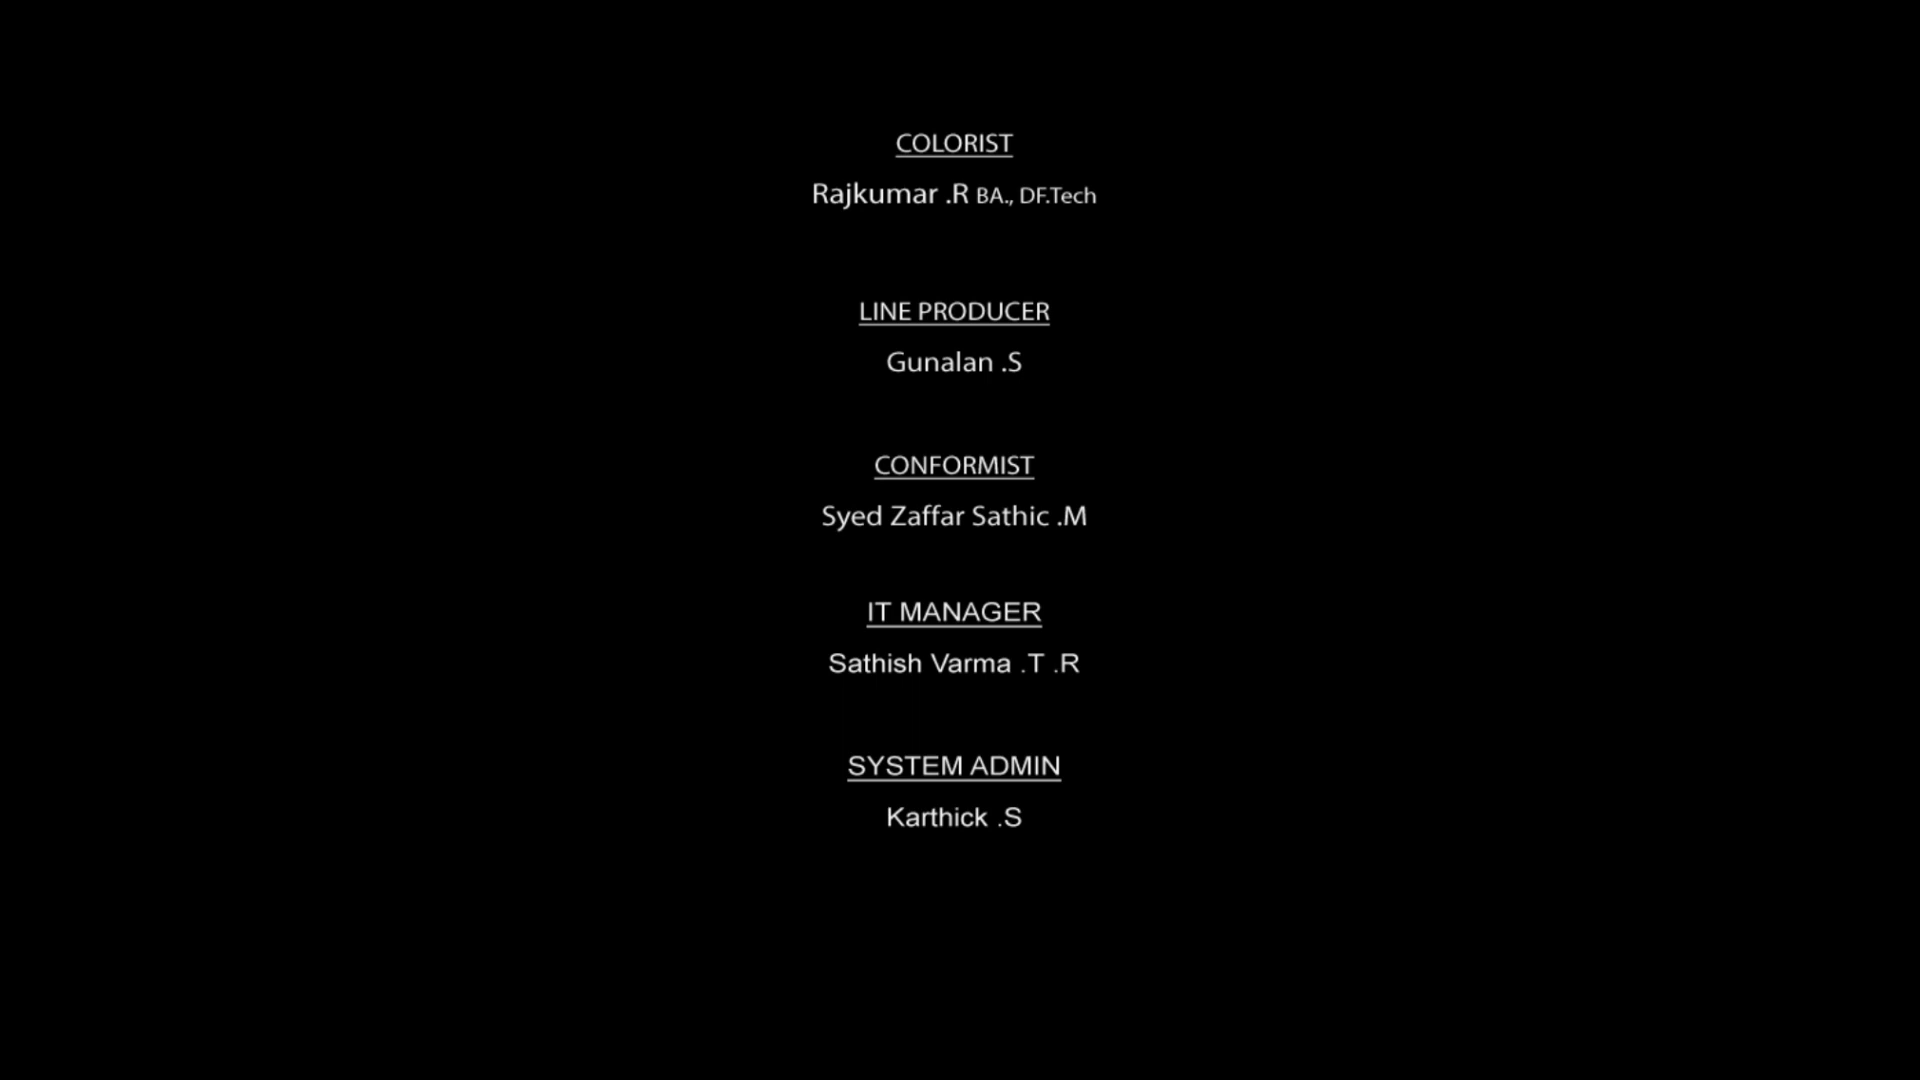 COLORIST
Rajkumar .R BA., DF.Tech
LINE PRODUCER
Gunalan .S
CONFORMIST
Syed Zaffar Sathic .M
IT MANAGER
Sathish Varma .T .R
SYSTEM ADMIN
Karthick .S